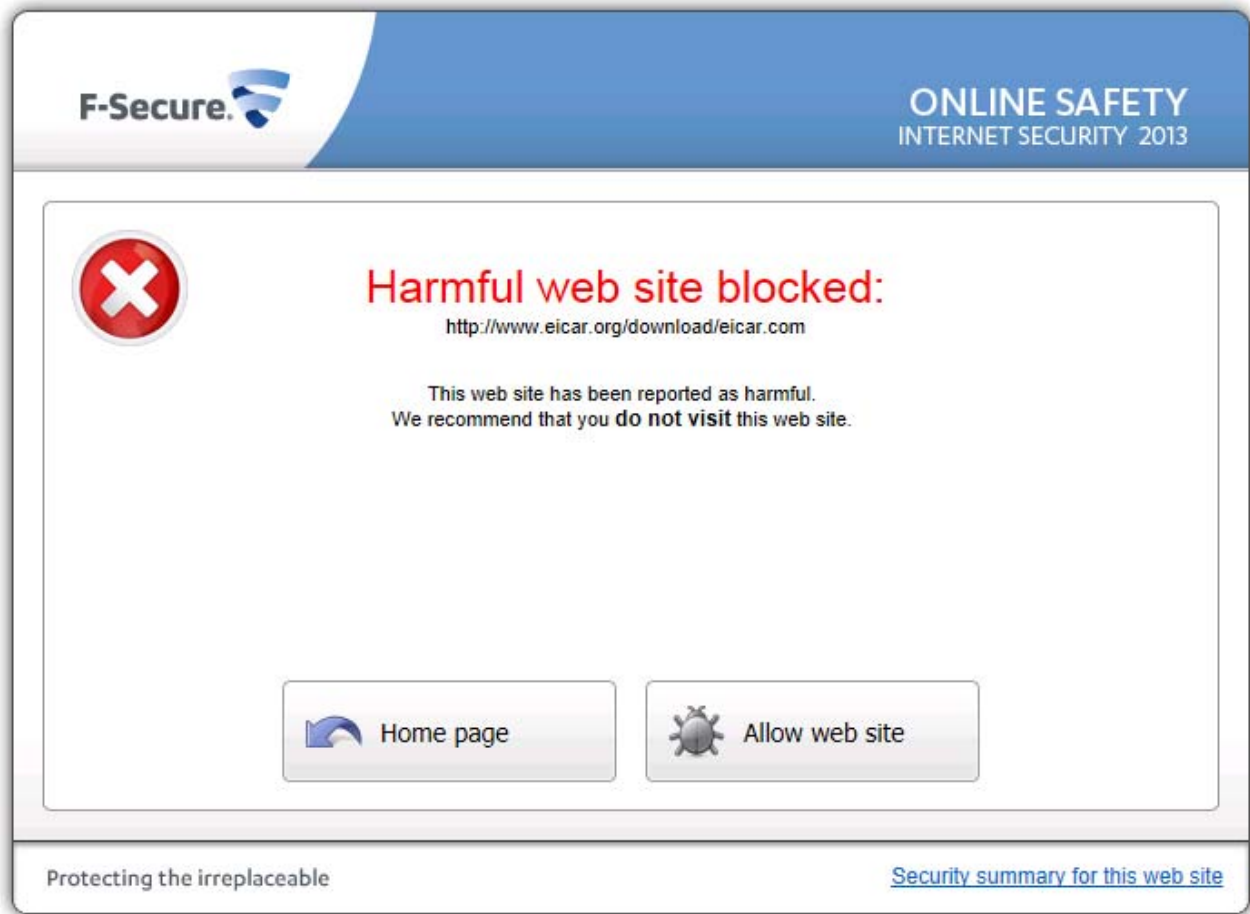 F-Secure.
ONLINE SAFETY
INTERNET SECURITY 2013
Harmful web site blocked:
http://www.eicar.org/download/eicar.com
This web site has been reported as harmful.
We recommend that you do not visit this web site.
Home page
Allow web site
Protecting the irreplaceable
Security summary for this web site